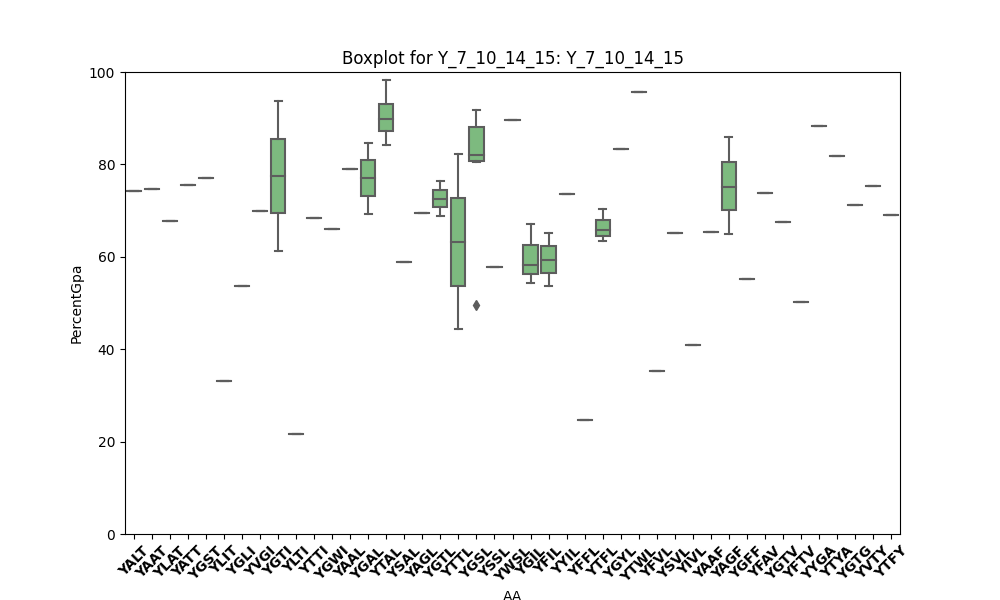 Boxplot for Y_7_10_14_15: Y_7_10_14_15
PercentGpa
100
80
60
40
20
0
YALT YAAT YLAT YATT YGST YLIT YGLI YVGI YGTI YLTI YTTI YGWI YAAL YGAL YTAL YSAL YAGL YGTL YTTL YGSL YSSL YWSL YGIL YFIL YYIL YFFL YTFL YGYL YTWL YFVL YSVL YIVL YAAF YAGF YGFF YFAV YGTV YFTV YYGA YTYA YGTG YVTY YTFY
AA